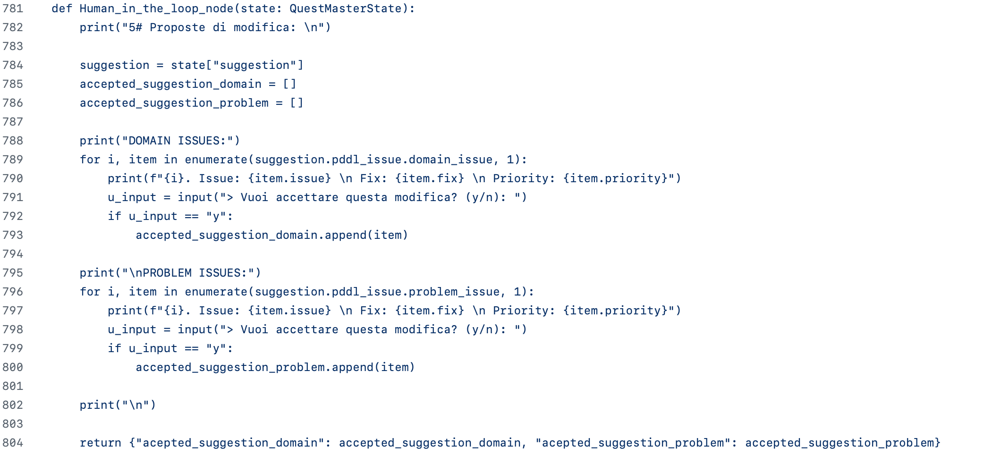 781 def Human_in_the_loop_node(state: QuestMasterState):
782 print("5# Proposte di modifica: \n")
783
784 suggestion = state["suggestion"]
785 accepted_suggestion_domain = []
786 accepted_suggestion_problem = []
787
788 print("DOMAIN ISSUES:")
789 for i, item in enumerate(suggestion.pddl_issue.domain_issue, 1):
790 print(f"{i}. Issue: {item.issue} \n Fix: {item.fix} \n Priority: {item.priority}")
791 u_input = input("> Vuoi accettare questa modifica? (y/n): ")
792 if u_input == "y":
793 accepted_suggestion_domain.append(item)
794
795 print("\nPROBLEM ISSUES:")
796 for i, item in enumerate(suggestion.pddl_issue.problem_issue, 1):
797 print(f"{i}. Issue: {item.issue} \n Fix: {item.fix} \n Priority: {item.priority}")
798 u_input = input("> Vuoi accettare questa modifica? (y/n): ")
799 if u_input == "y":
800 accepted_suggestion_problem.append(item)
801
802 print("\n")
803
804 return {"acepted_suggestion_domain": accepted_suggestion_domain, "acepted_suggestion_problem": accepted_suggestion_problem}